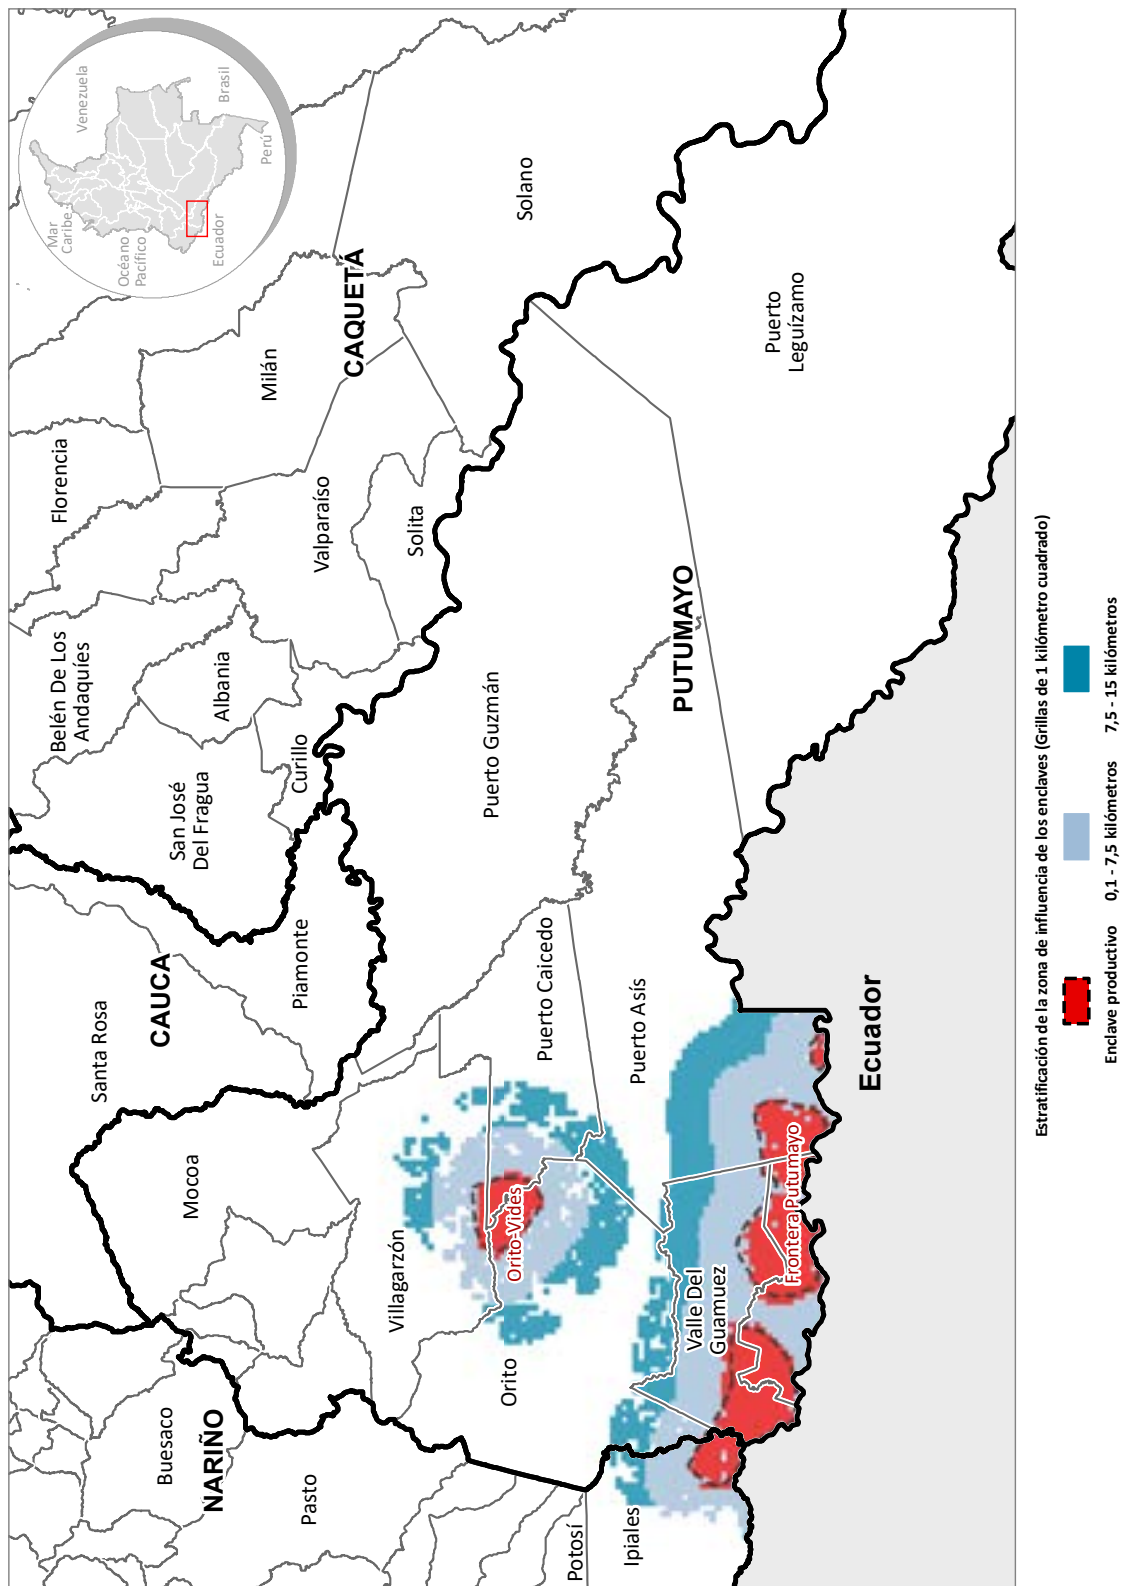 Mar
Caribe
Venezuela
Océano
Pacífico
Brasil
Ecuador
Perú
Florencia
Belén De Los
Andaquíes
Milán
Solano
CAQUETÁ
Valparaíso
Solita
Albania
San José
Del Fragua
Curillo
Santa Rosa
CAUCA
Piamonte
Puerto Guzmán
PUTUMAYO
Puerto
Leguízamo
Mocoa
Puerto Caicedo
Puerto Asís
Villagarzón
Orito-Vides
Orito
Valle Del
Guamuez
Frontera Putumayo
Ecuador
Buesaco
NARIÑO
Pasto
Potosí
Ipiales
Estratificación de la zona de influencia de los enclaves (Grillas de 1 kilómetro cuadrado)
Enclave productivo
0,1 - 7,5 kilómetros
7,5 - 15 kilómetros